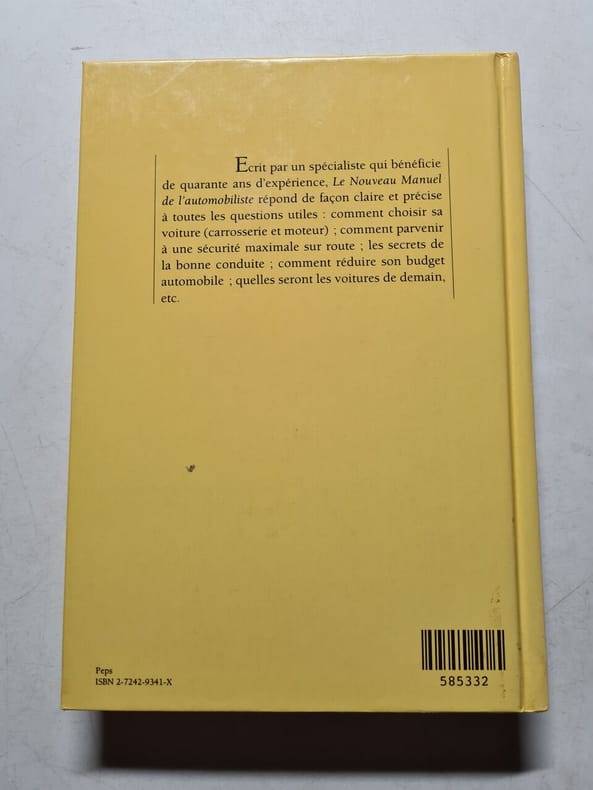 Ecrit par un spécialiste qui bénéficie
de quarante ans d'expérience, Le Nouveau Manuel
de l'automobiliste répond de façon claire et précise
à toutes les questions utiles : comment choisir sa
voiture (carrosserie et moteur) ; comment parvenir
à une sécurité maximale sur route ; les secrets de
la bonne conduite ; comment réduire son budget
automobile ; quelles seront les voitures de demain,
etc.
Peps
ISBN 2-7242-9341-X
585332